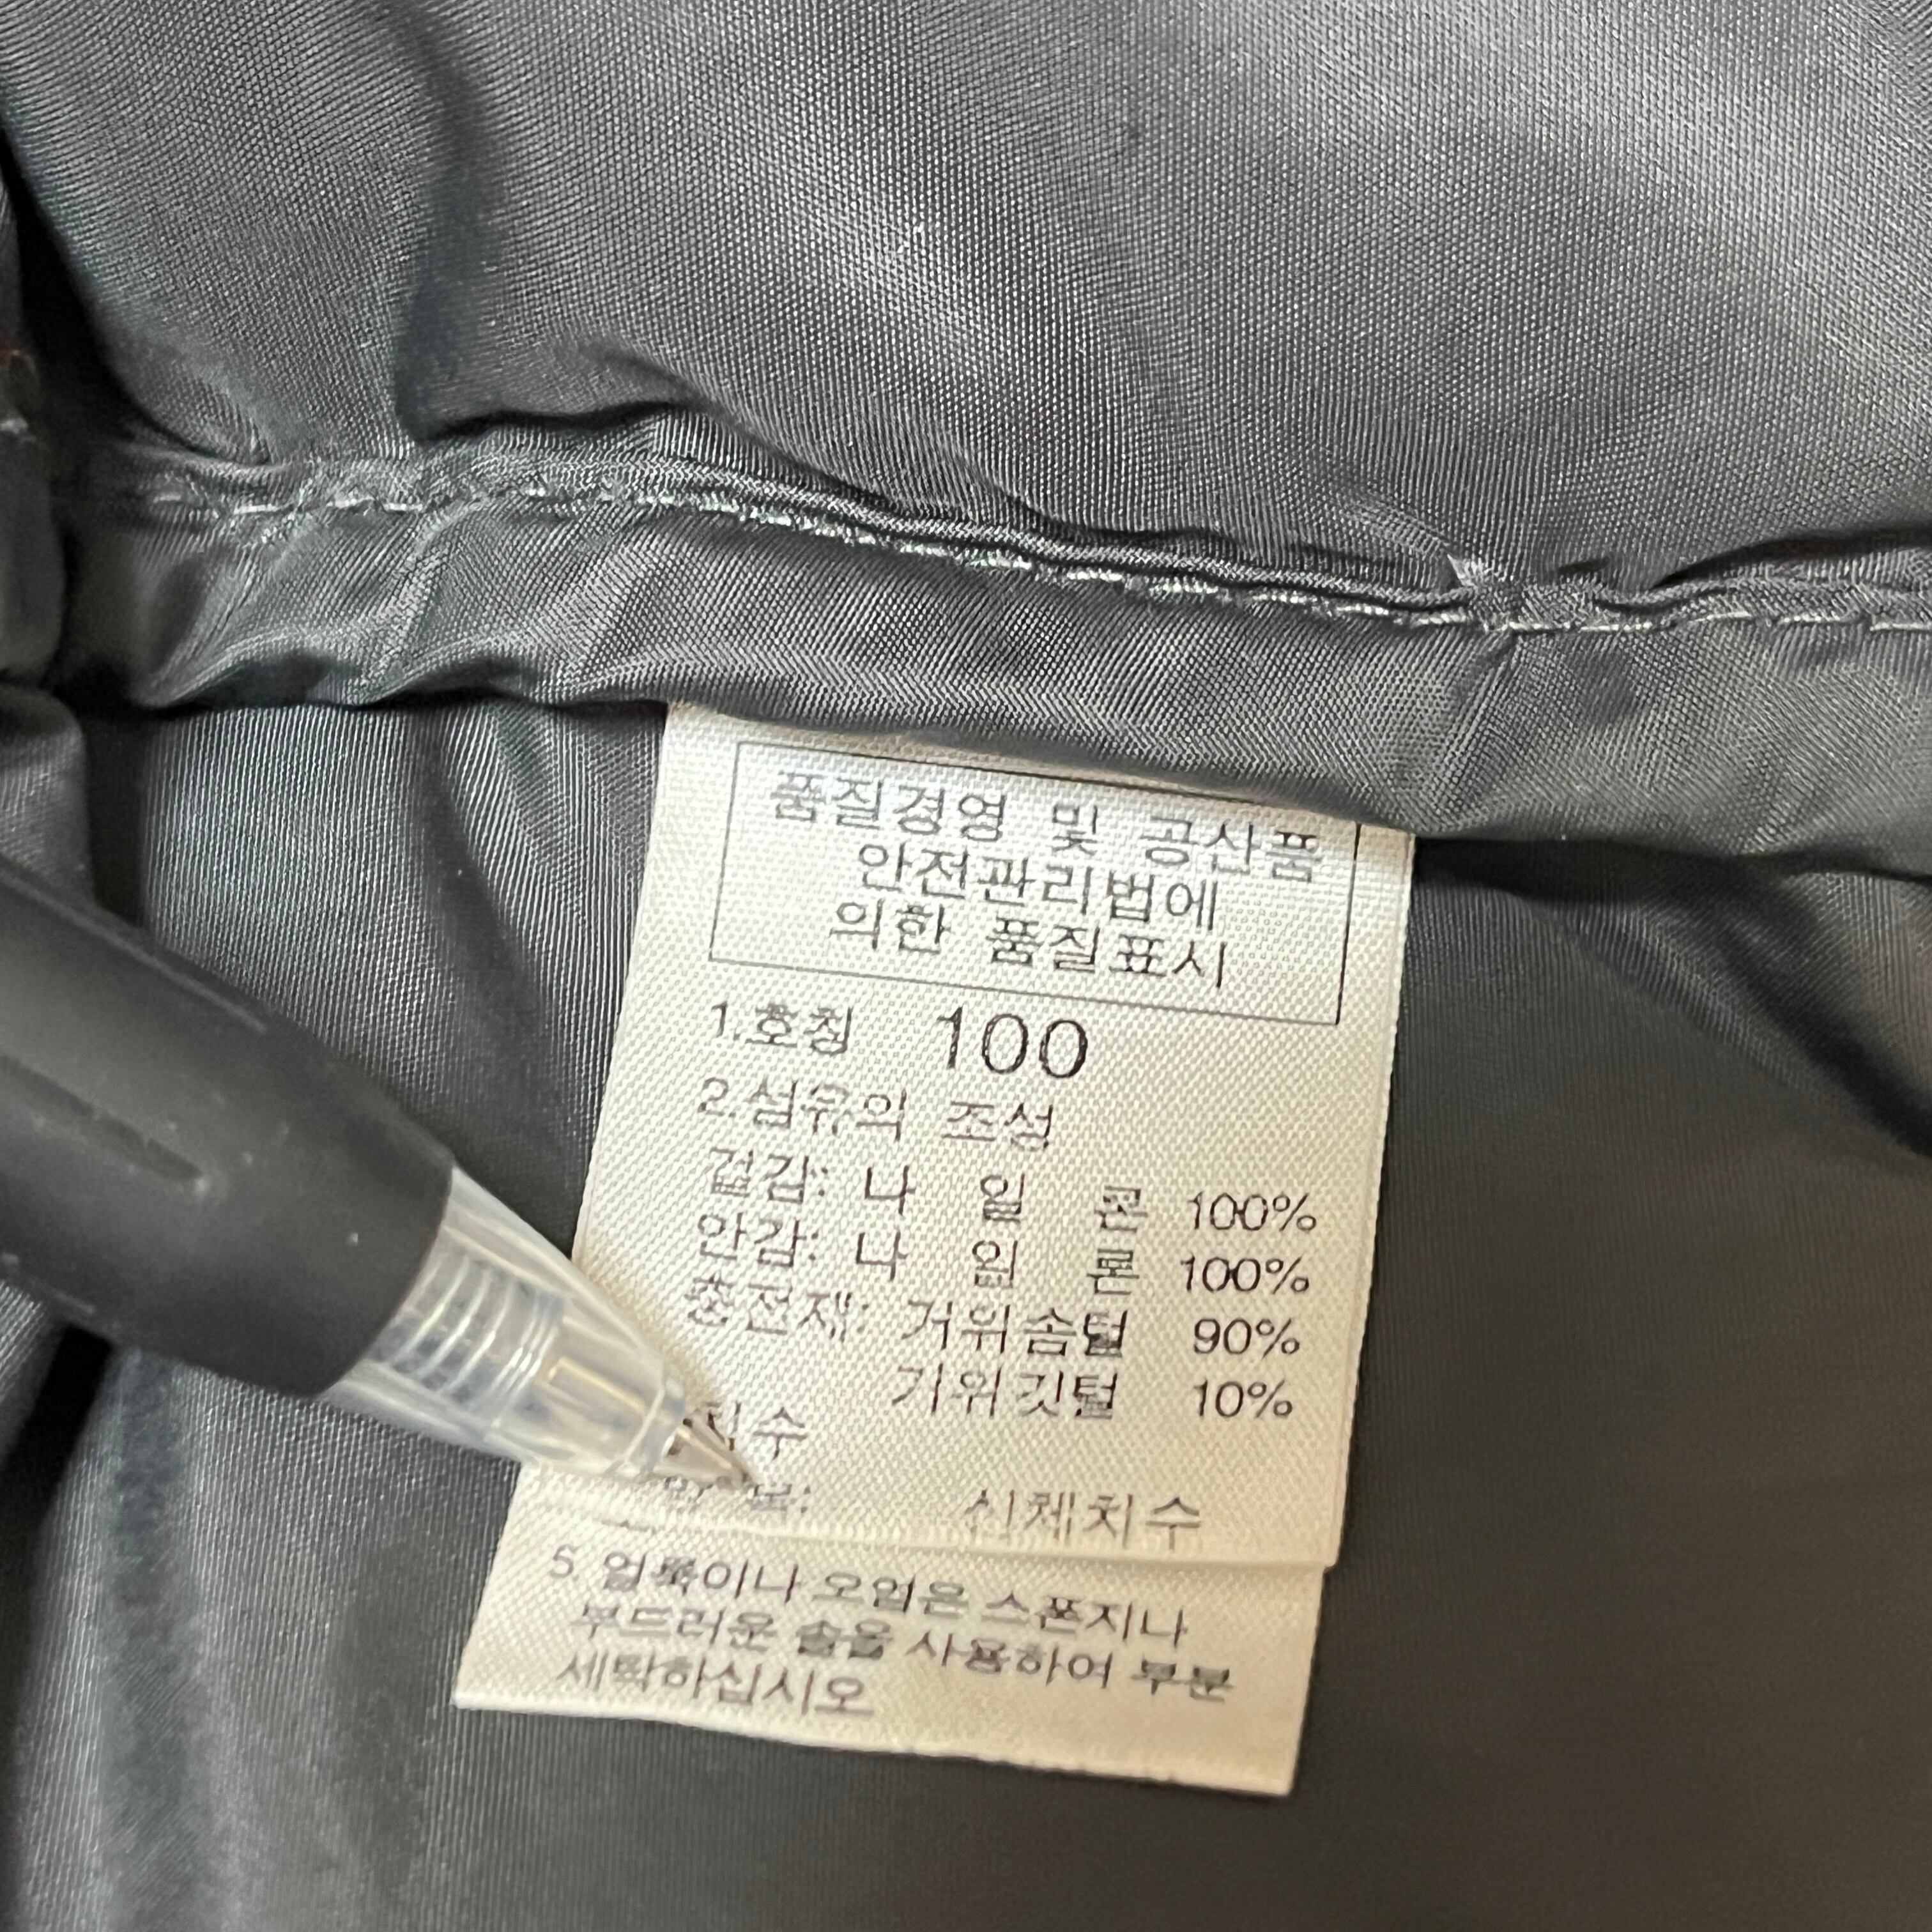 품질경영 및 공산품
안전관리법에
의한 품질표시
1.호칭 100
2.섬유의 조성
겉감: 나 일 론 100%
안감: 나 일 론 100%
충전재: 거위솜털 90%
거위깃털 10%
치수
신체치수
5. 얼룩이나 오염은 스폰지나
부드러운 솔을 사용하여 부분
세탁하십시오